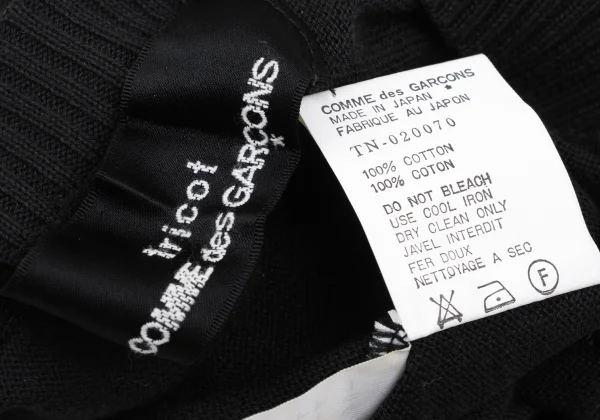 tricot
COMME des GARCONS
*
COMME des GARCONS
MADE IN JAPAN *
FABRIQUE AU JAPON
TN-020070
100% COTTON
100% COTON
DO NOT BLEACH
USE COOL IRON
DRY CLEAN ONLY
JAVEL INTERDIT
FER DOUX
NETTOYAGE A SEC
F